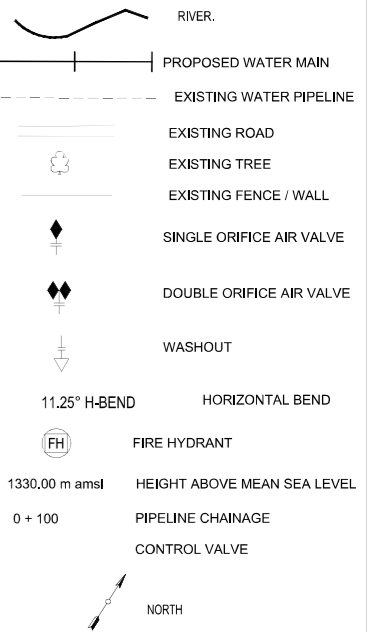 RIVER.
PROPOSED WATER MAIN
EXISTING WATER PIPELINE
EXISTING ROAD
EXISTING TREE
EXISTING FENCE / WALL
SINGLE ORIFICE AIR VALVE
DOUBLE ORIFICE AIR VALVE
WASHOUT
11.25° H-BEND HORIZONTAL BEND
FH FIRE HYDRANT
1330.00 m amsl HEIGHT ABOVE MEAN SEA LEVEL
0 + 100 PIPELINE CHAINAGE
CONTROL VALVE
NORTH